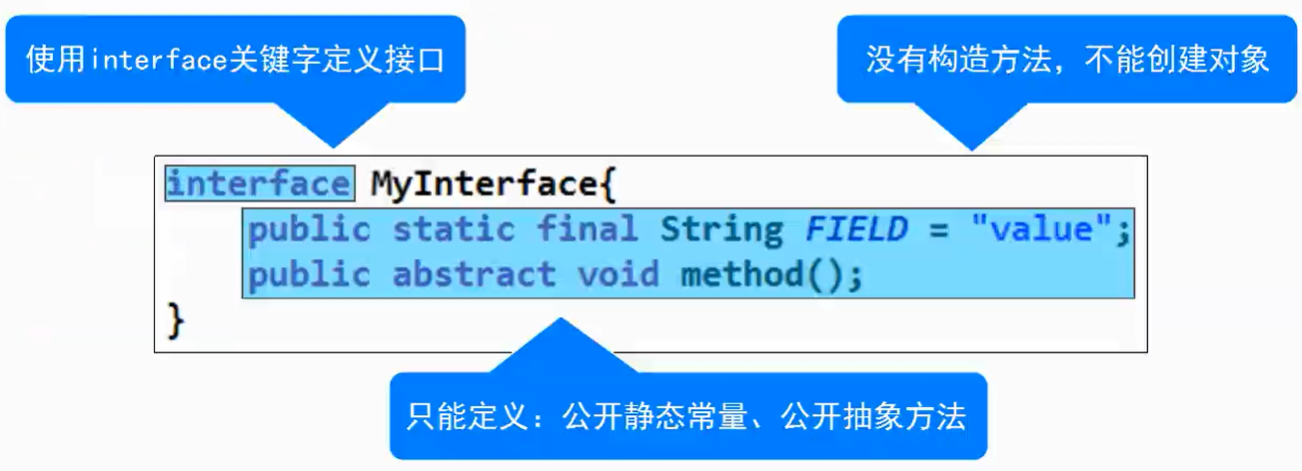 使用interface关键字定义接口
没有构造方法，不能创建对象
interface MyInterface{
public static final String FIELD = "value";
public abstract void method();
}
只能定义：公开静态常量、公开抽象方法